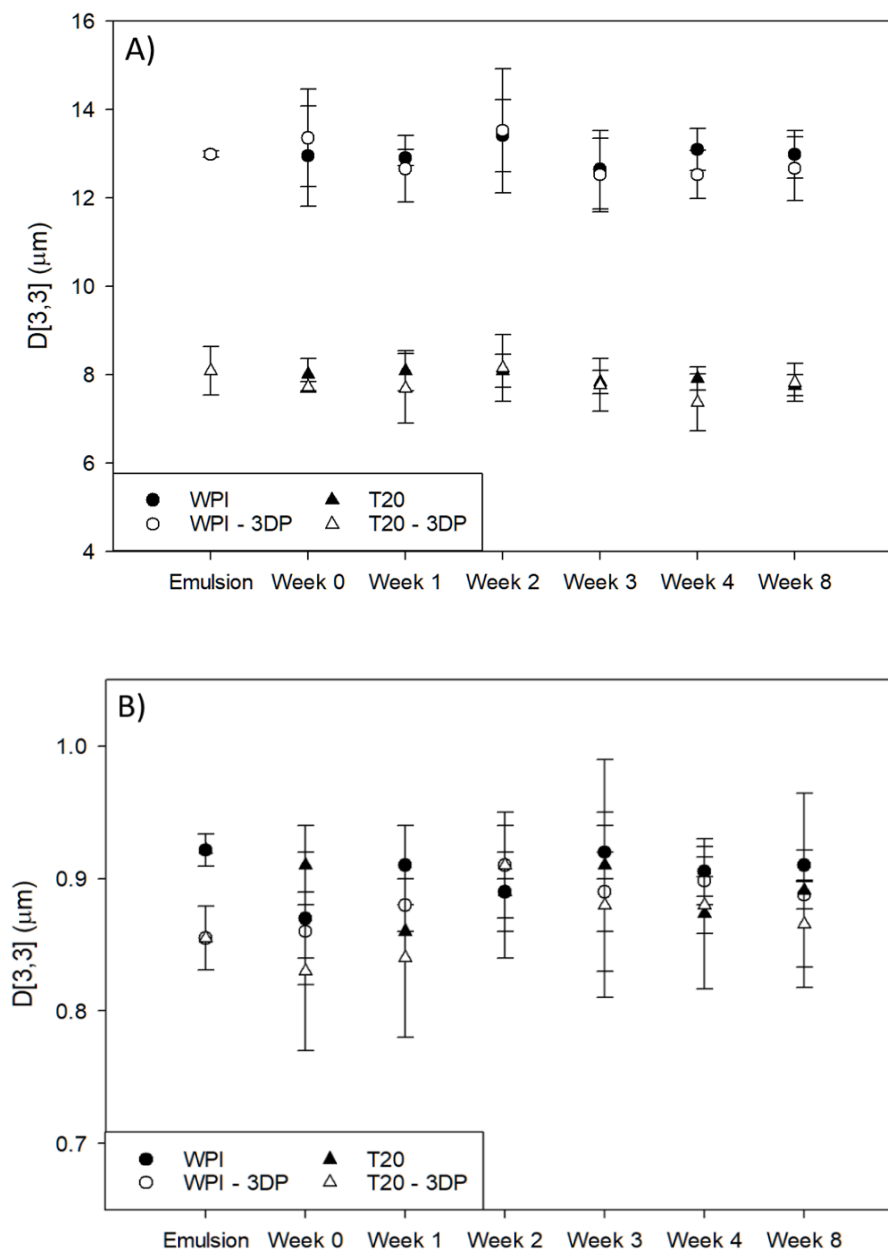 A)
16
14
12
10
8
6
4
D[3,3] (μm)
WPI T20
WPI - 3DP T20 - 3DP
Emulsion Week 0 Week 1 Week 2 Week 3 Week 4 Week 8
B)
1.0
0.9
0.8
0.7
D[3,3] (μm)
WPI T20
WPI - 3DP T20 - 3DP
Emulsion Week 0 Week 1 Week 2 Week 3 Week 4 Week 8